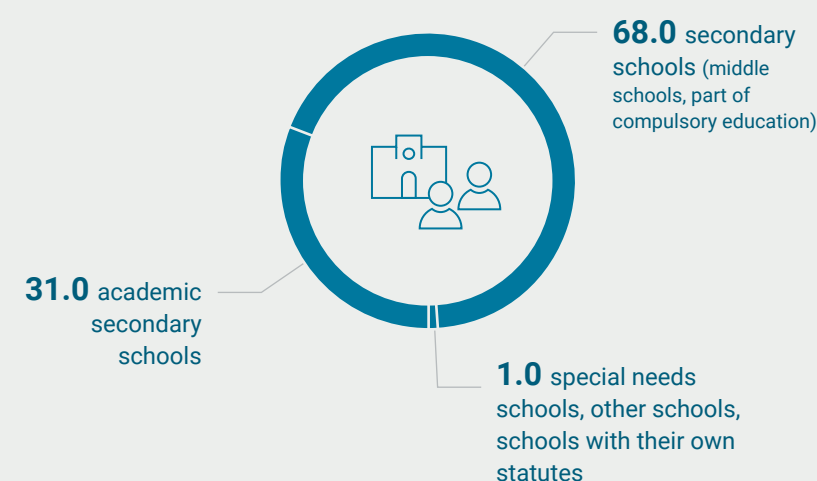 68.0 secondary
schools (middle
schools, part of
compulsory education)
31.0 academic
secondary
schools
1.0 special needs
schools, other schools,
schools with their own
statutes